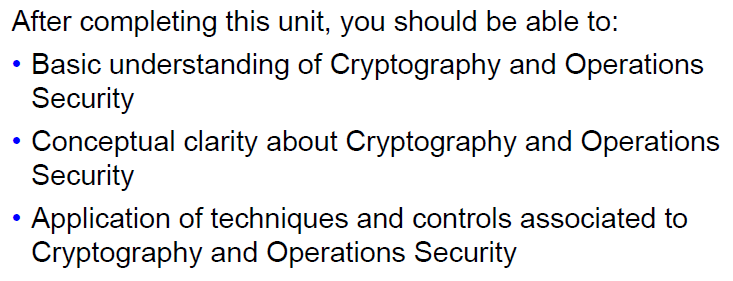 After completing this unit, you should be able to:
• Basic understanding of Cryptography and Operations
Security
• Conceptual clarity about Cryptography and Operations
Security
• Application of techniques and controls associated to
Cryptography and Operations Security